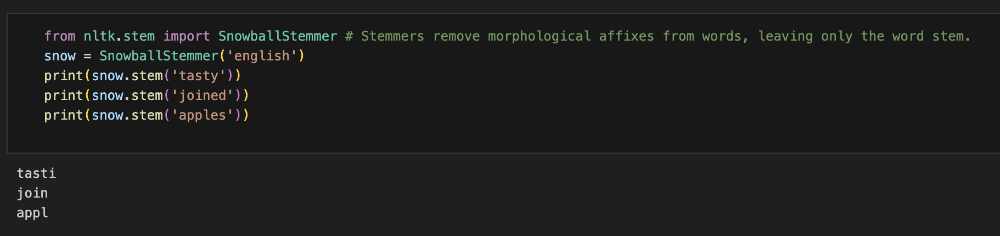 from nltk.stem import SnowballStemmer # Stemmers remove morphological affixes from words, leaving only the word stem.
snow = SnowballStemmer('english')
print(snow.stem('tasty'))
print(snow.stem('joined'))
print(snow.stem('apples'))
tasti
join
appl